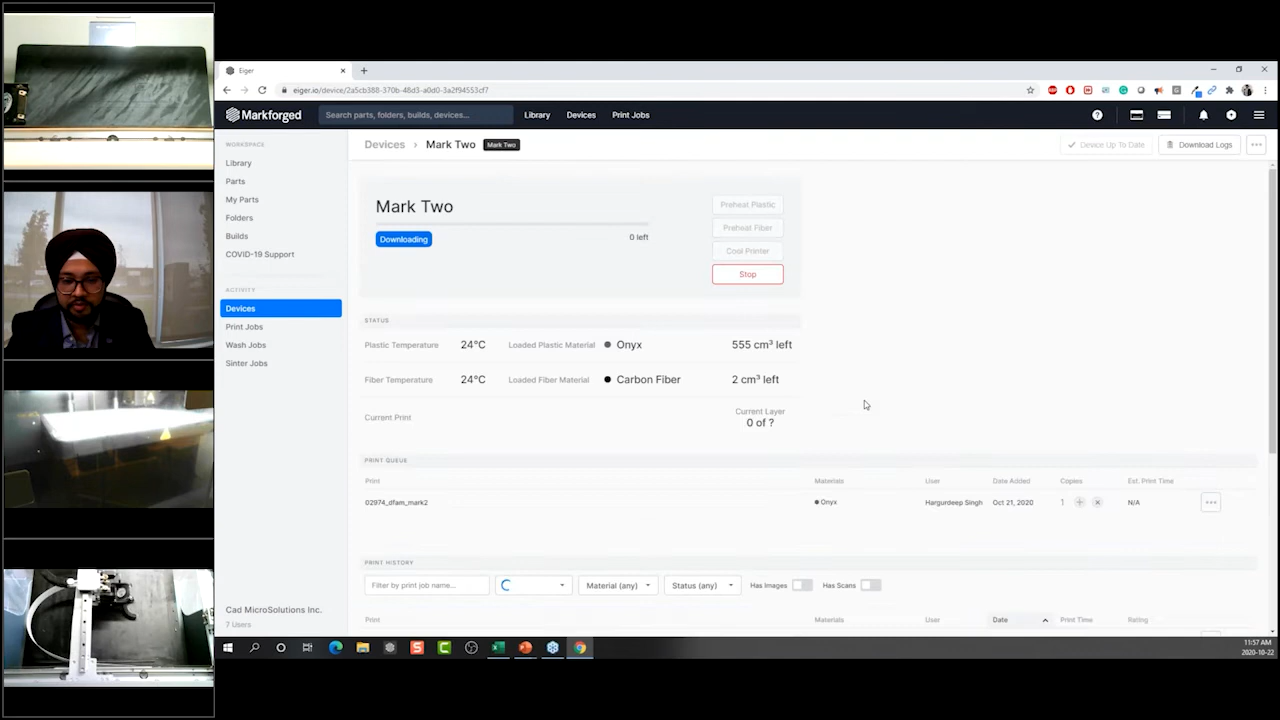 Eiger
eiger.io/device/2a5cb388-370b-48d3-a0d0-3a2f94553cf7
Markforged
Search parts, folders, builds, devices...
Library
Devices
Print Jobs
WORKSPACE
Library
Parts
My Parts
Folders
Builds
COVID-19 Support
ACTIVITY
Devices
Print Jobs
Wash Jobs
Sinter Jobs
Cad MicroSolutions Inc.
7 Users
Devices > Mark Two Mark Two
Device Up To Date
Download Logs
Mark Two
Downloading
0 left
Preheat Plastic
Preheat Fiber
Cool Printer
Stop
STATUS
Plastic Temperature 24°C Loaded Plastic Material Onyx 555 cm³ left
Fiber Temperature 24°C Loaded Fiber Material Carbon Fiber 2 cm³ left
Current Print
Current Layer
0 of ?
PRINT QUEUE
Print Materials User Date Added Copies Est. Print Time
02974_dfam_mark2 Onyx Hargurdeep Singh Oct 21, 2020 1 N/A
PRINT HISTORY
Filter by print job name... Material (any) Status (any) Has Images Has Scans
Print Materials User Date Print Time Rating
11:57 AM
2020-10-22